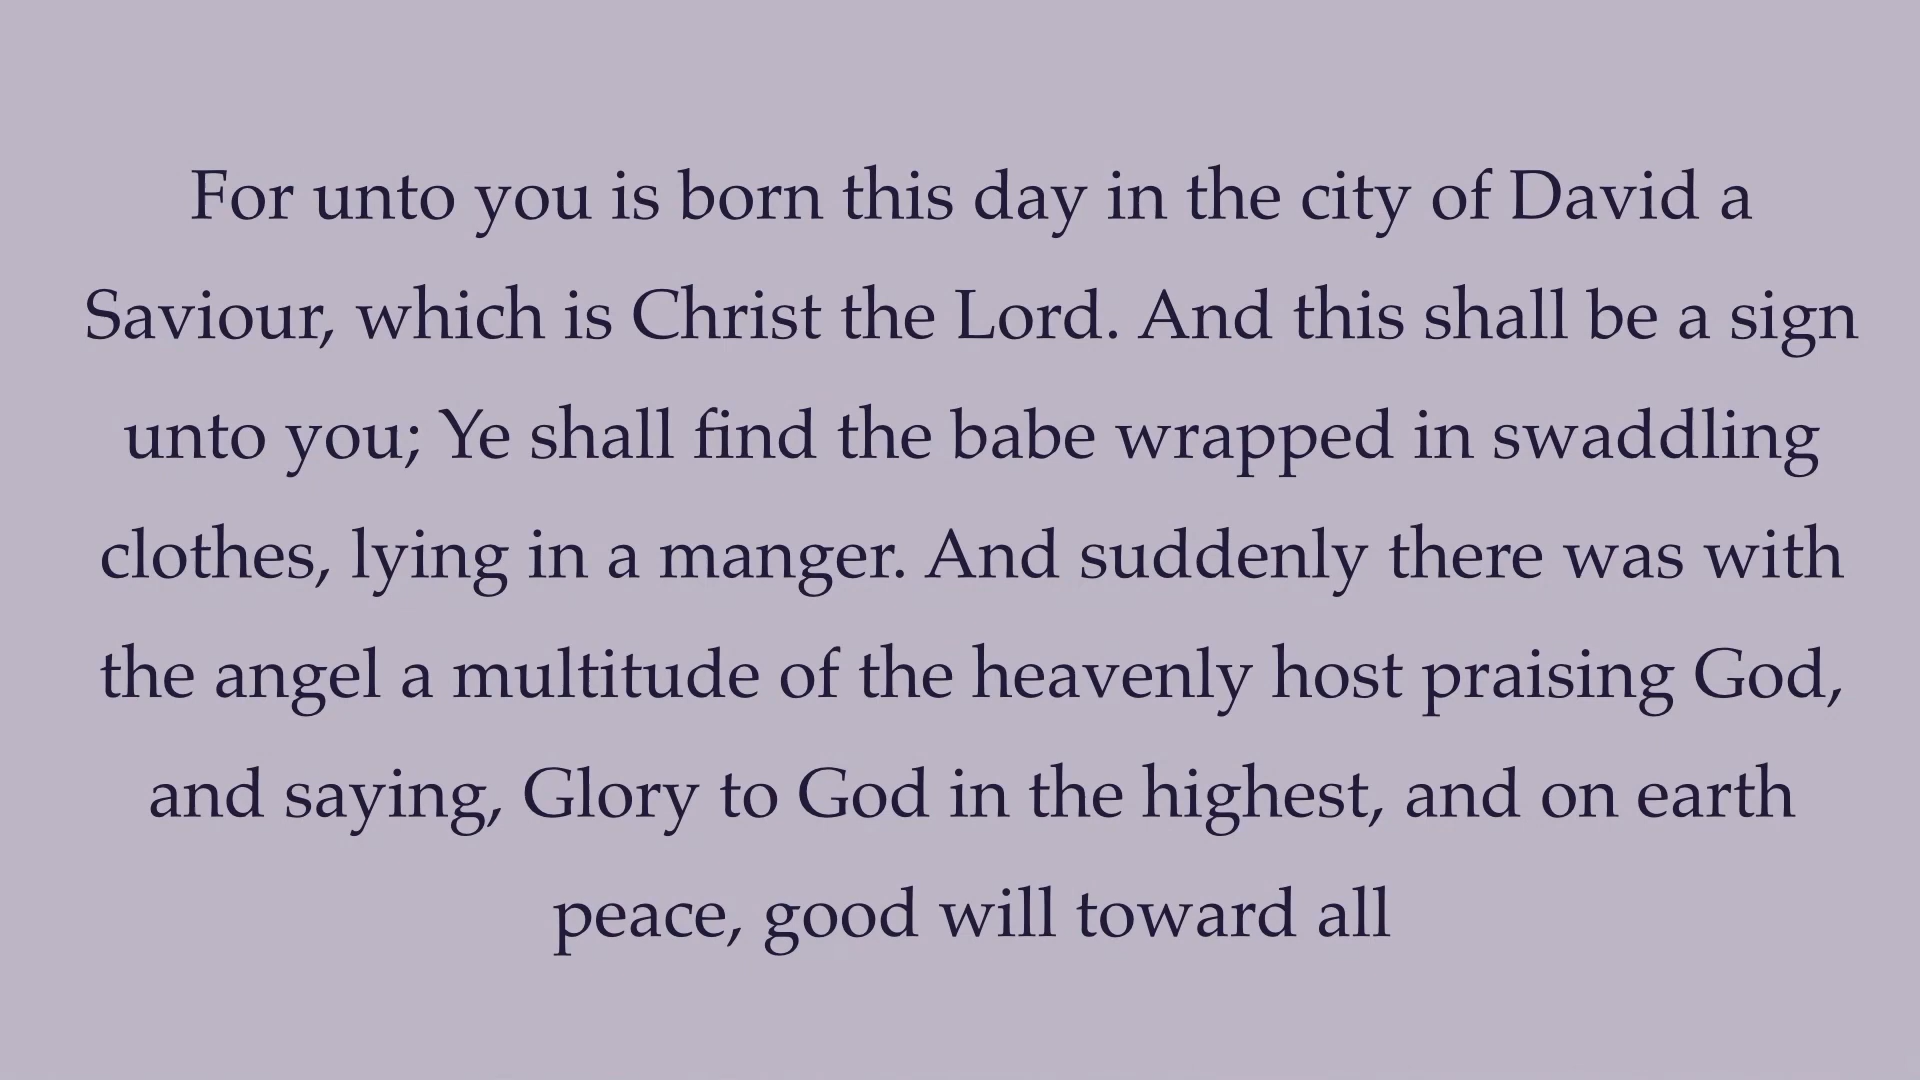 For unto you is born this day in the city of David a
Saviour, which is Christ the Lord. And this shall be a sign
unto you; Ye shall find the babe wrapped in swaddling
clothes, lying in a manger. And suddenly there was with
the angel a multitude of the heavenly host praising God,
and saying, Glory to God in the highest, and on earth
peace, good will toward all